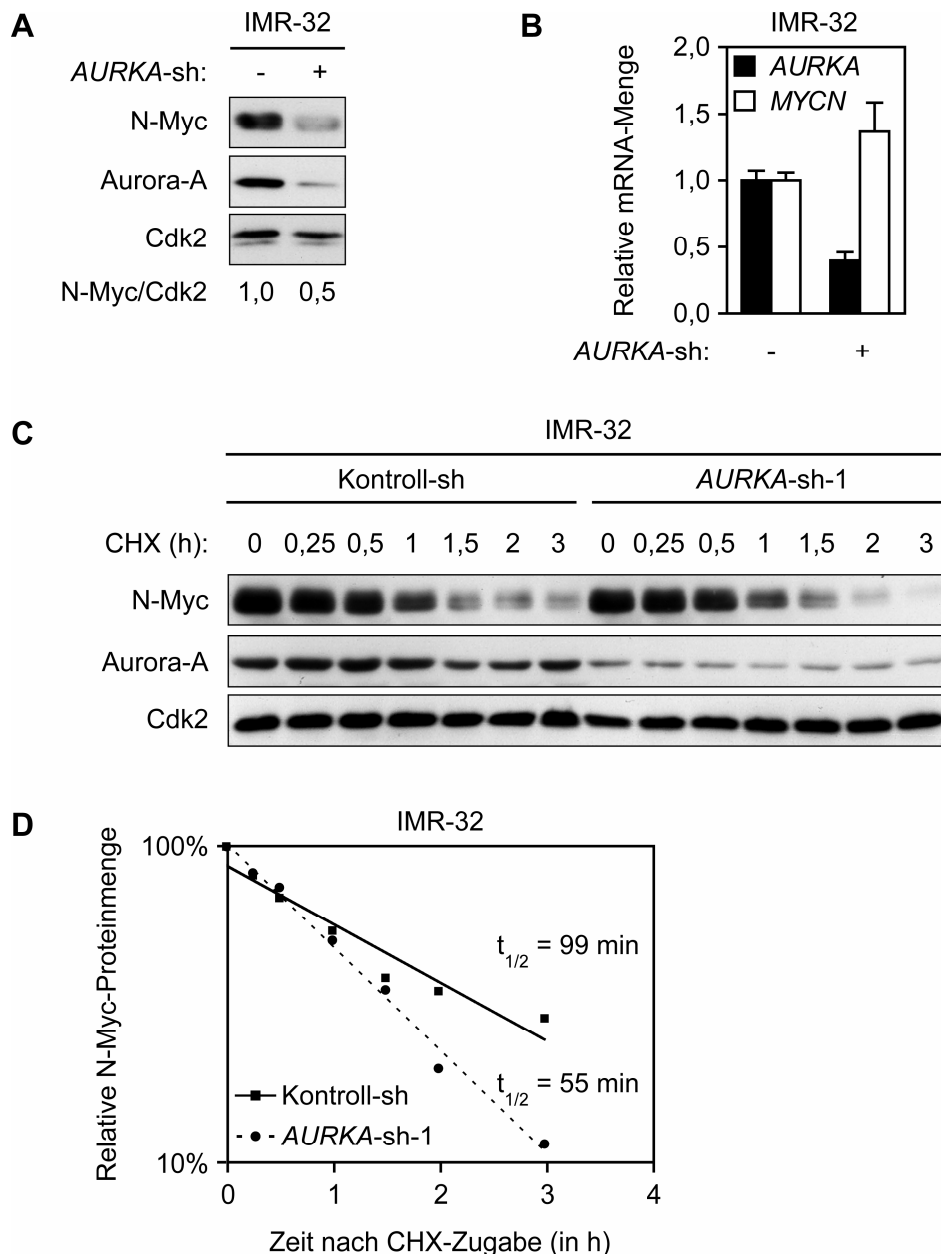 A
IMR-32
AURKA-sh: - +
N-Myc
Aurora-A
Cdk2
N-Myc/Cdk2 1,0 0,5
B
IMR-32
Relative mRNA-Menge
2,0
1,5
1,0
0,5
0,0
AURKA
MYCN
AURKA-sh: - +
C
IMR-32
Kontroll-sh AURKA-sh-1
CHX (h): 0 0,25 0,5 1 1,5 2 3 0 0,25 0,5 1 1,5 2 3
N-Myc
Aurora-A
Cdk2
D
IMR-32
Relative N-Myc-Proteinmenge
100%
10%
t1/2 = 99 min
t1/2 = 55 min
Kontroll-sh
AURKA-sh-1
0 1 2 3 4
Zeit nach CHX-Zugabe (in h)